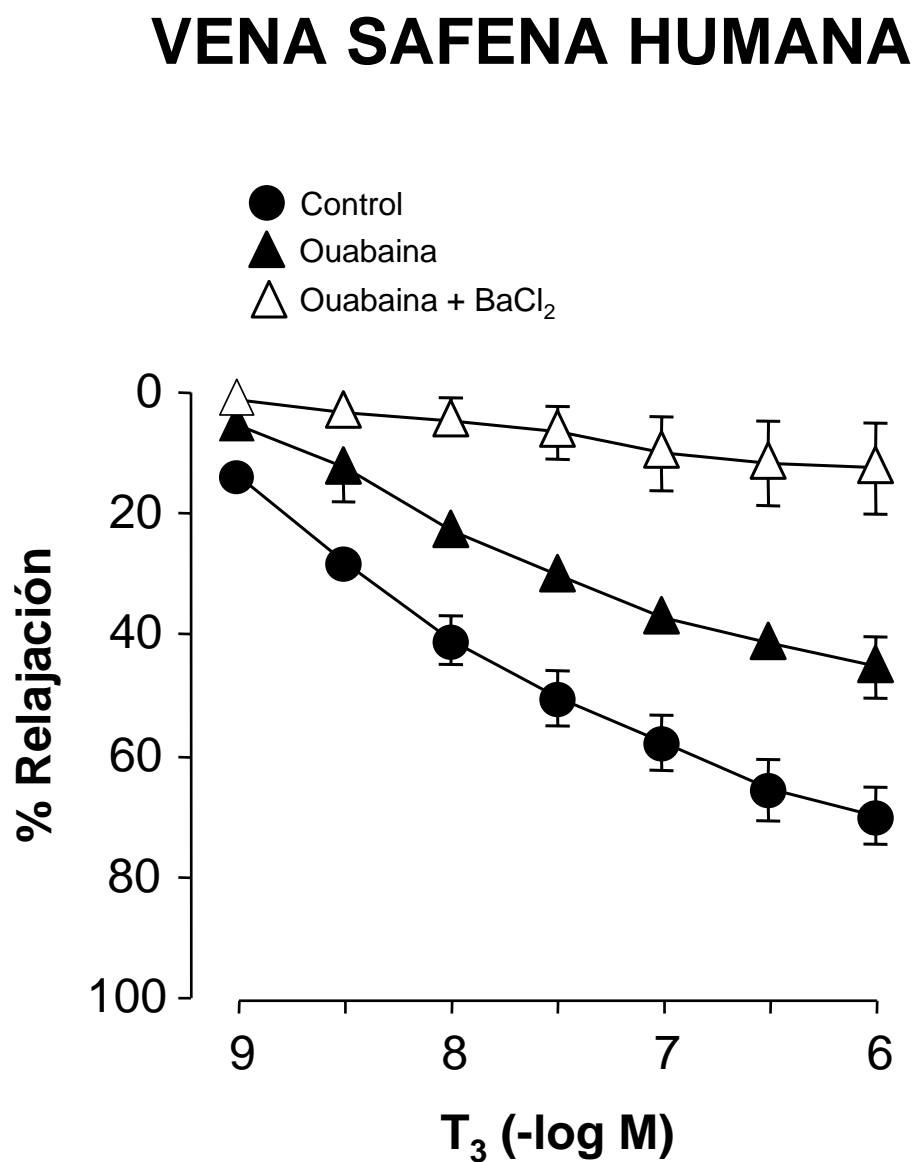 VENA SAFENA HUMANA
Control
Ouabaina
Ouabaina + BaCl₂
0
20
40
60
80
100
% Relajación
9 8 7 6
T₃ (-log M)